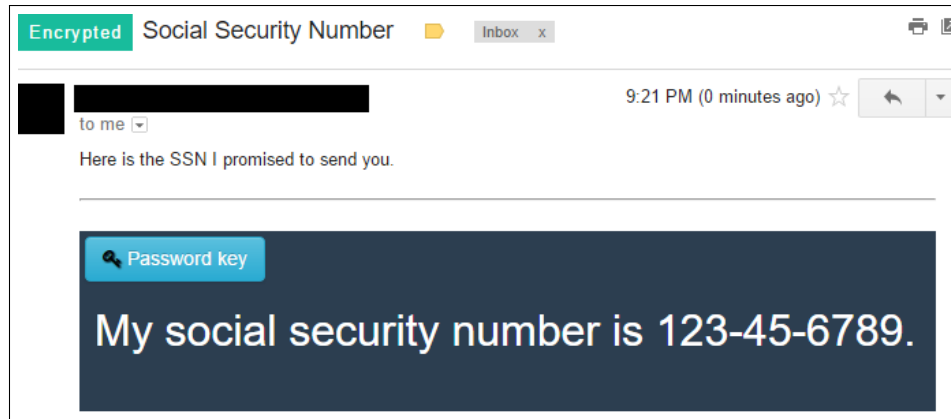 Encrypted Social Security Number Inbox x
9:21 PM (0 minutes ago)
to me
Here is the SSN I promised to send you.
Password key
My social security number is 123-45-6789.